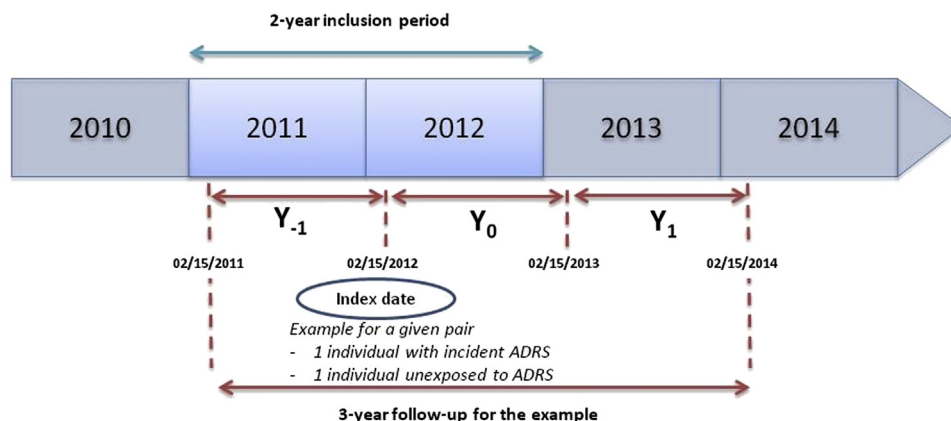 2-year inclusion period
2010 2011 2012 2013 2014
Y-1 Y0 Y1
02/15/2011 02/15/2012 02/15/2013 02/15/2014
Index date
Example for a given pair
- 1 individual with incident ADRS
- 1 individual unexposed to ADRS
3-year follow-up for the example